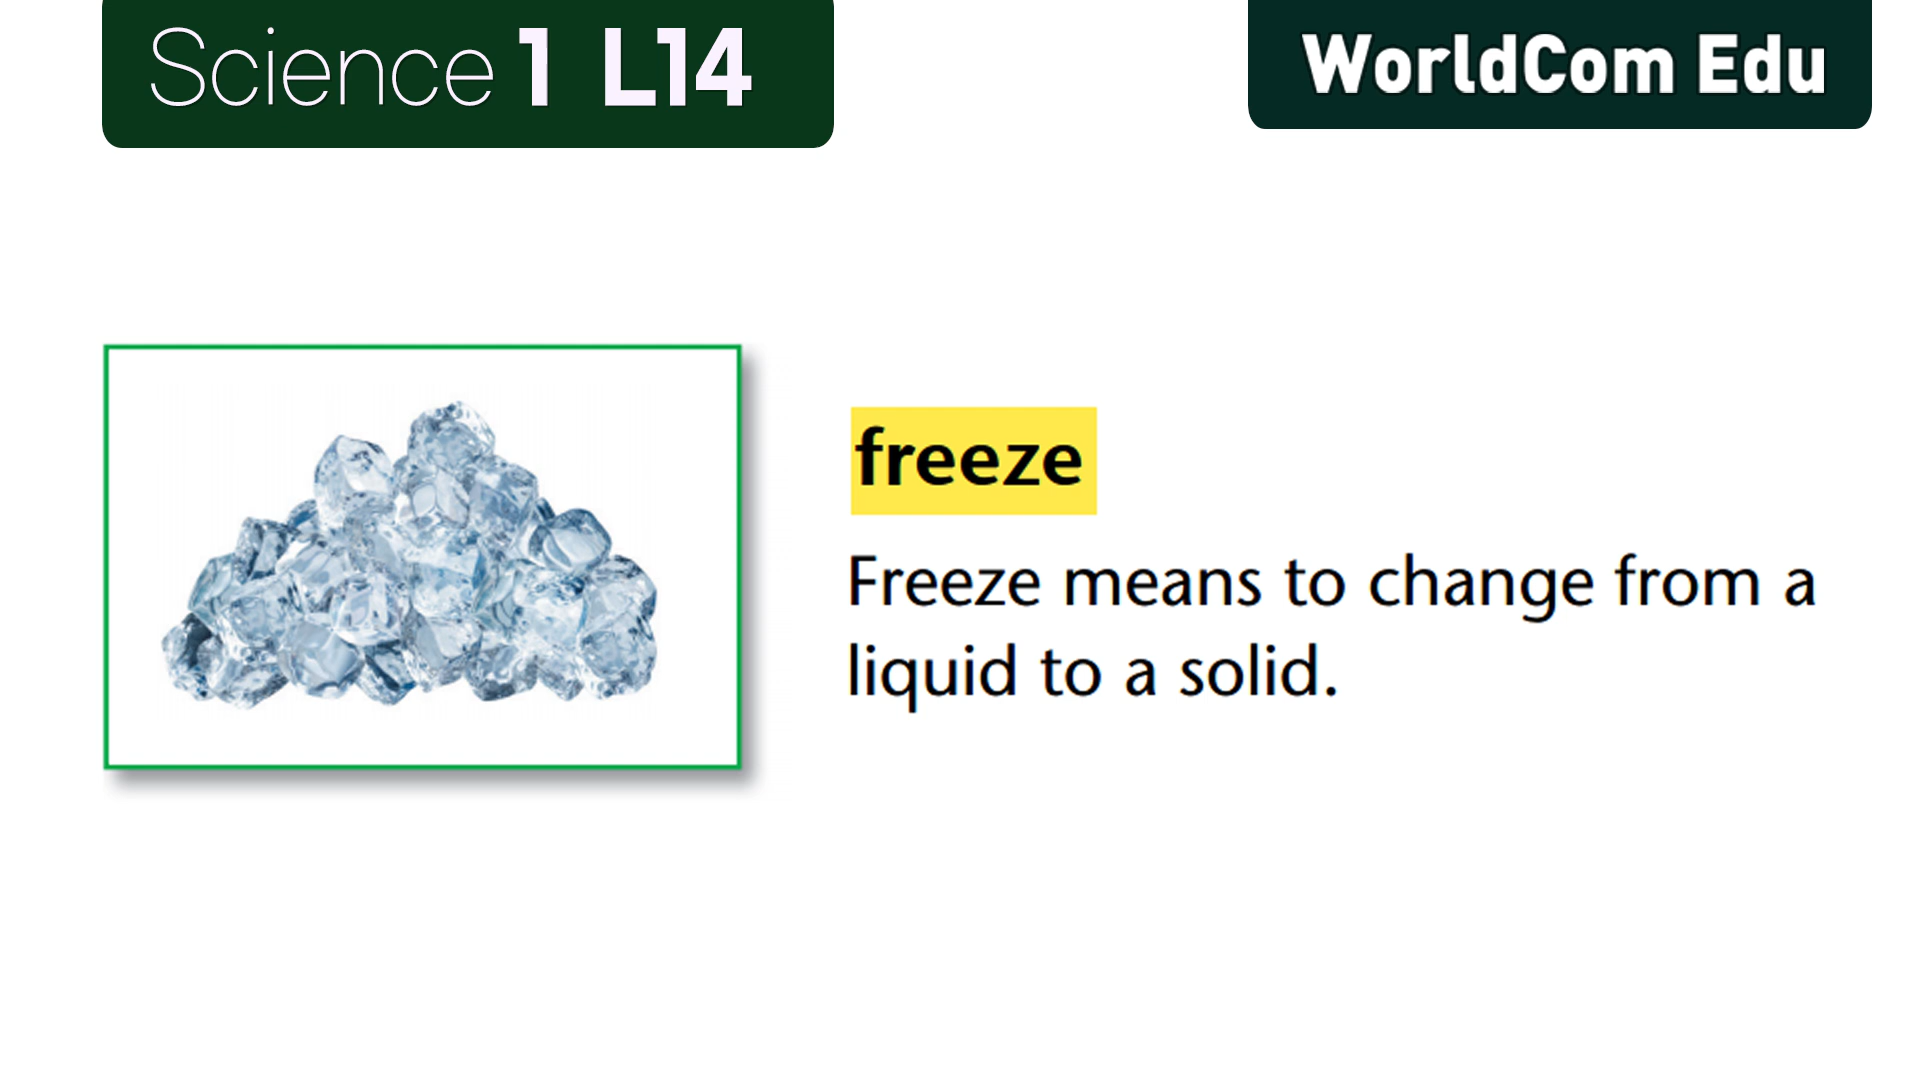 Science 1 L14
WorldCom Edu
freeze
Freeze means to change from a
liquid to a solid.